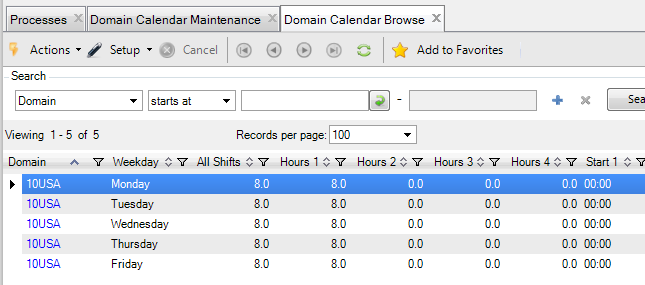 Processes Domain Calendar Maintenance Domain Calendar Browse
Actions Setup Cancel Add to Favorites
Search
Domain starts at -
Viewing 1 - 5 of 5 Records per page: 100
Domain Weekday All Shifts Hours 1 Hours 2 Hours 3 Hours 4 Start 1
10USA Monday 8.0 8.0 0.0 0.0 0.0 00:00
10USA Tuesday 8.0 8.0 0.0 0.0 0.0 00:00
10USA Wednesday 8.0 8.0 0.0 0.0 0.0 00:00
10USA Thursday 8.0 8.0 0.0 0.0 0.0 00:00
10USA Friday 8.0 8.0 0.0 0.0 0.0 00:00